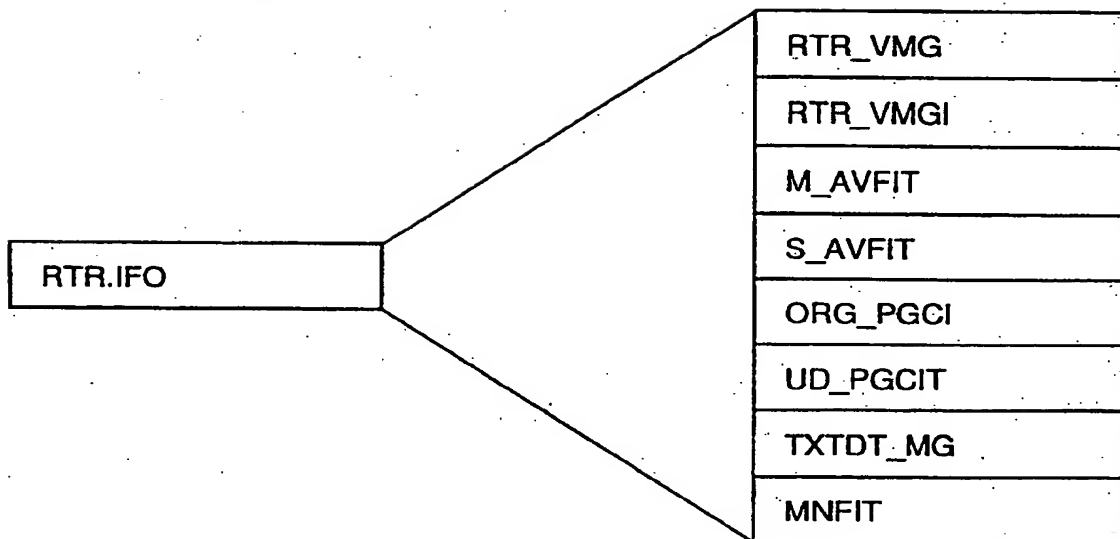 RTR.IFO
RTR_VMG
RTR_VMGI
M_AVFIT
S_AVFIT
ORG_PGCI
UD_PGCIT
TXTDT_MG
MNFIT